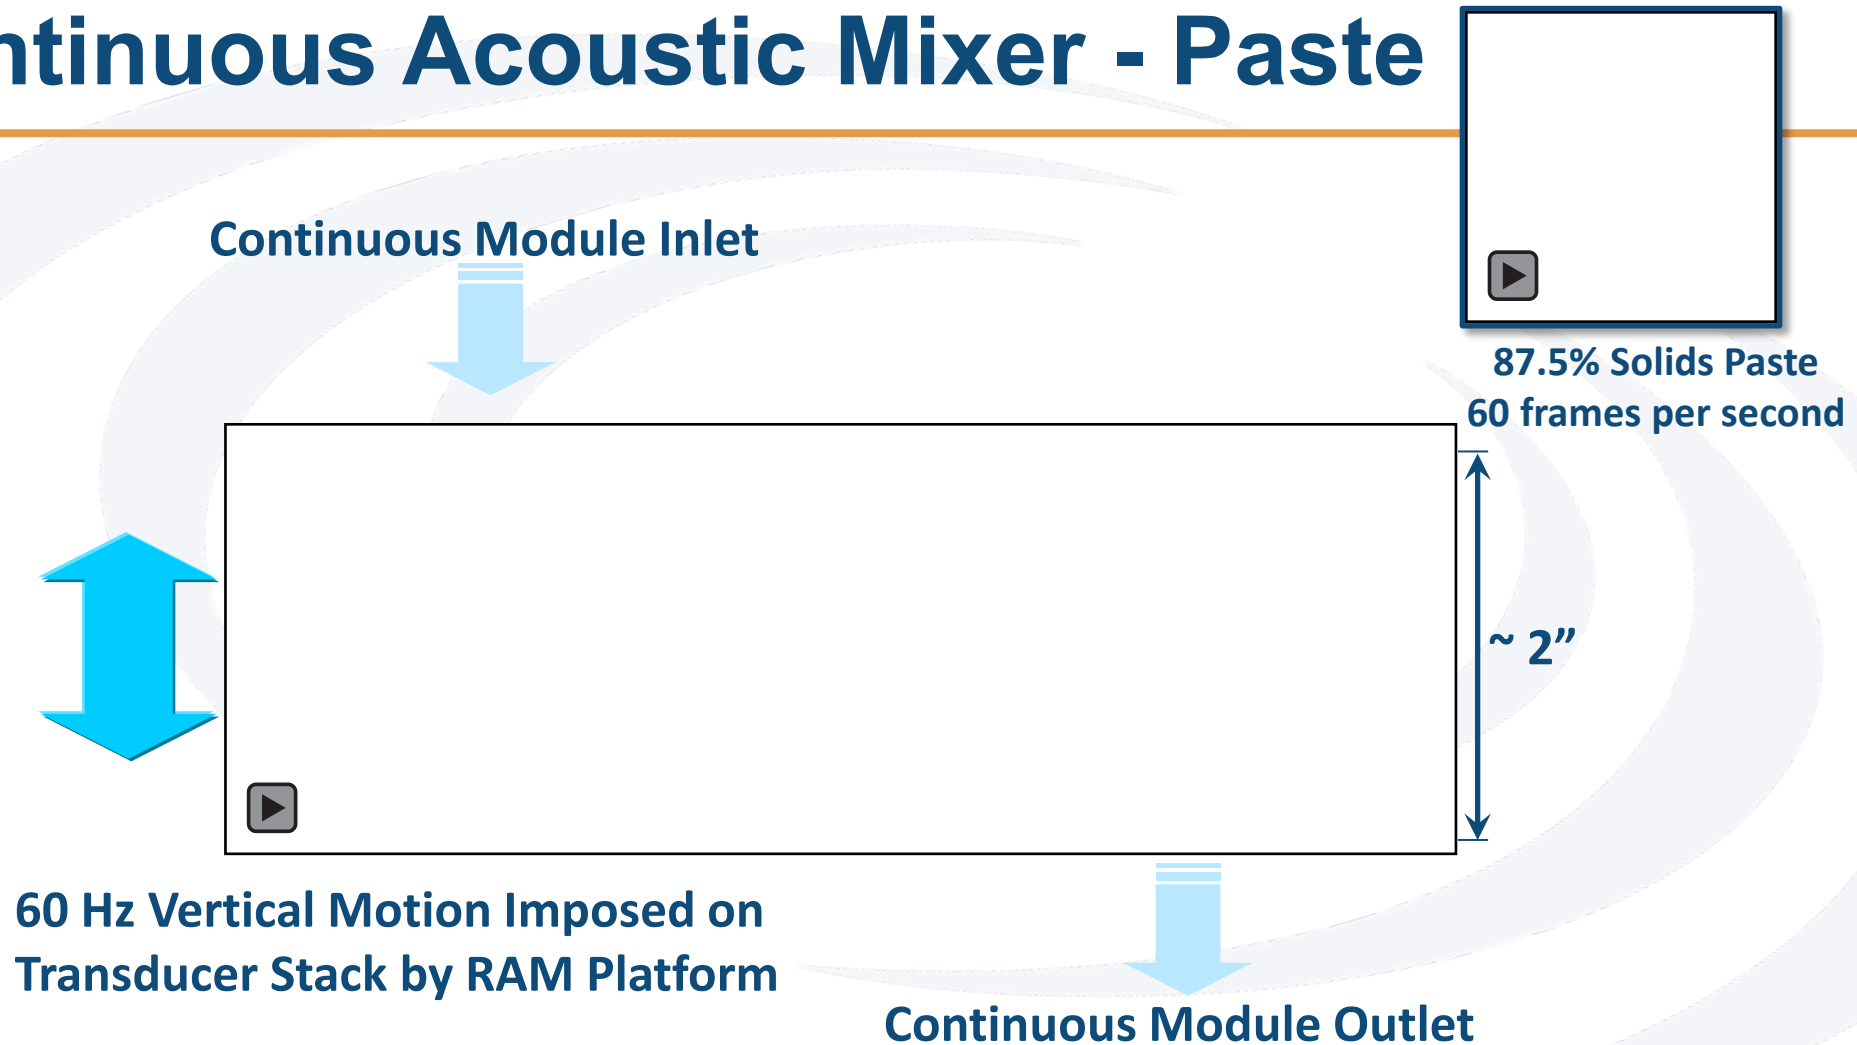 ntinuous Acoustic Mixer - Paste
Continuous Module Inlet
87.5% Solids Paste
60 frames per second
~ 2”
60 Hz Vertical Motion Imposed on
Transducer Stack by RAM Platform
Continuous Module Outlet